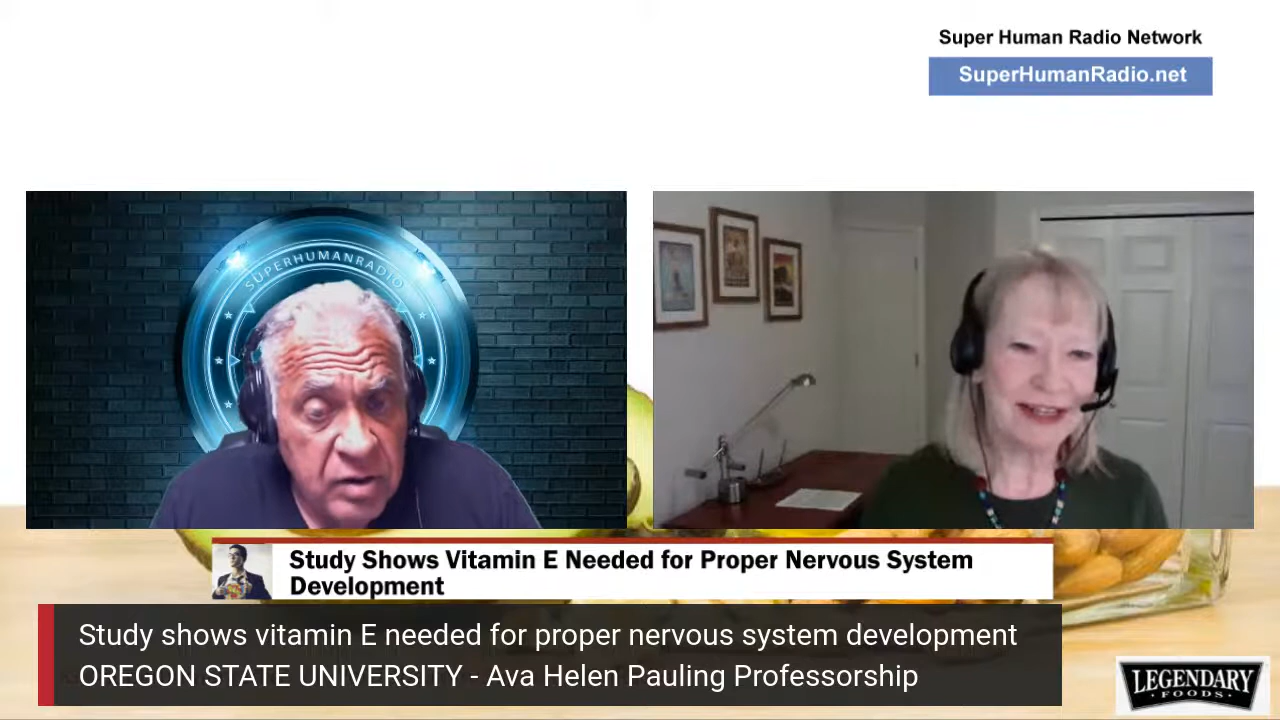 Super Human Radio Network
SuperHumanRadio.net
SUPERHUMANRADIO
Study Shows Vitamin E Needed for Proper Nervous System
Development
Study shows vitamin E needed for proper nervous system development
OREGON STATE UNIVERSITY - Ava Helen Pauling Professorship
LEGENDARY
FOODS